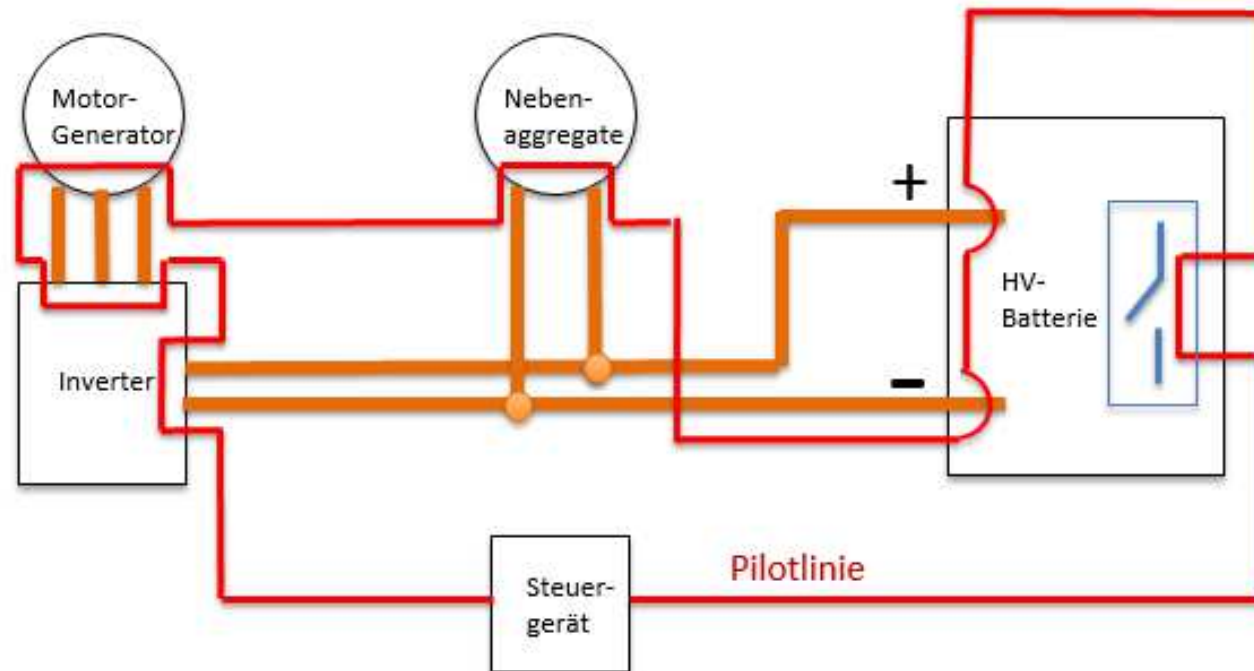 Motor-
Generator
Neben-
aggregate
+
HV-
Batterie
Inverter
-
Pilotlinie
Steuer-
gerät